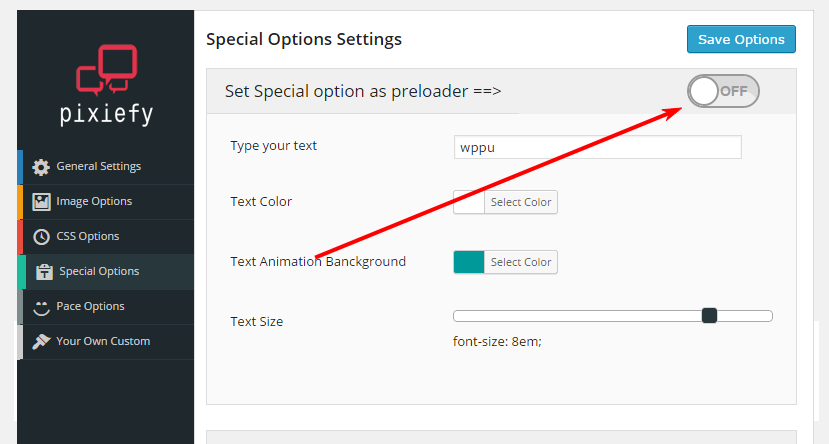 pixiefy
General Settings
Image Options
CSS Options
Special Options
Pace Options
Your Own Custom
Special Options Settings
Save Options
Set Special option as preloader ==>
OFF
Type your text
wppu
Text Color
Select Color
Text Animation Banckground
Select Color
Text Size
font-size: 8em;